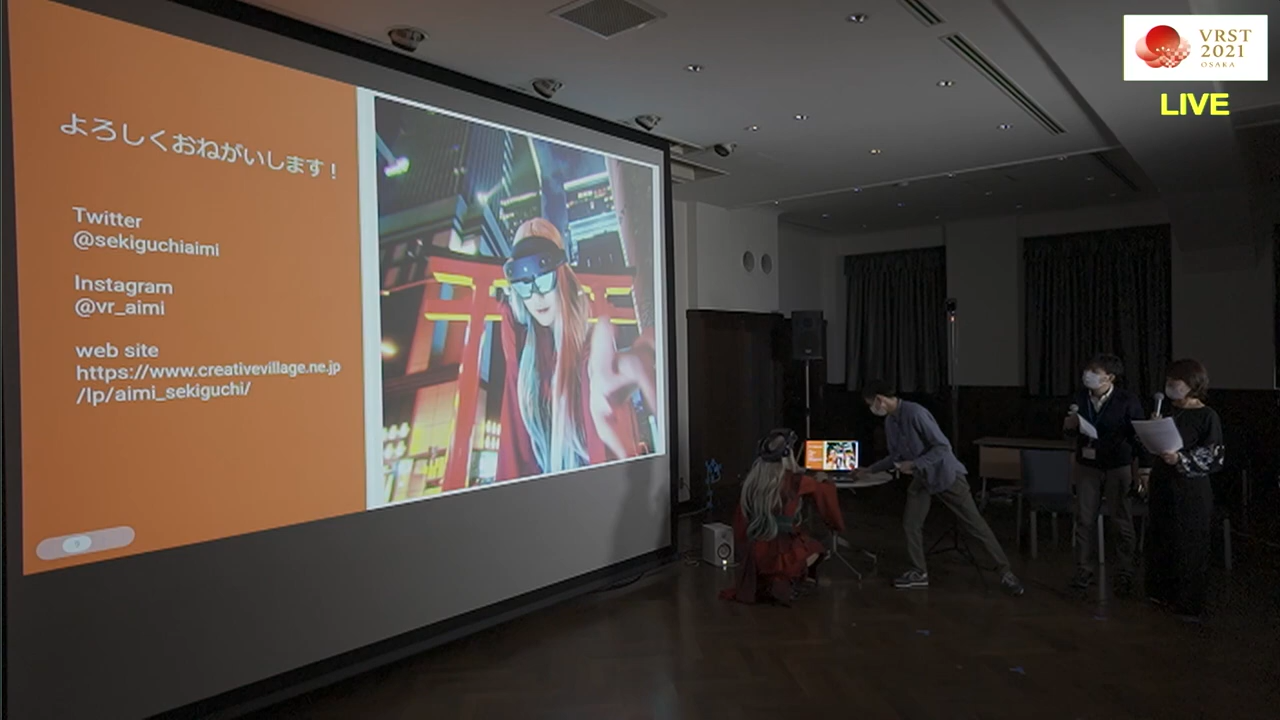 よろしくおねがいします！
Twitter
@sekiguchiaimi
Instagram
@vr_aimi
web site
https://www.creativevillage.ne.jp
/lp/aimi_sekiguchi/
VRST
2021
OSAKA
LIVE